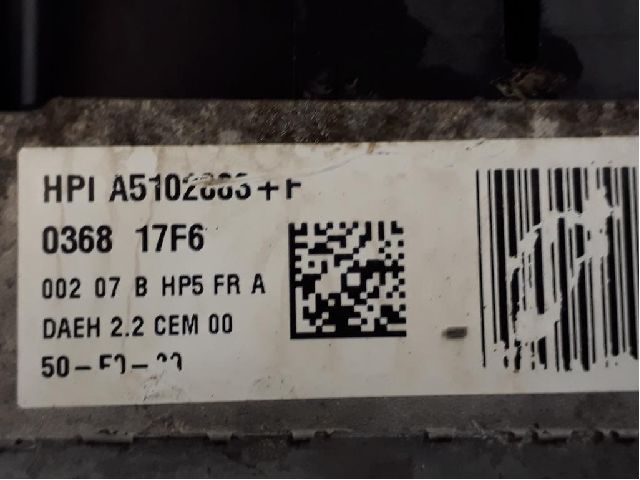 HPI
0368 17F6
002 07 B HP5 FR A
DAEH 2.2 CEM 00